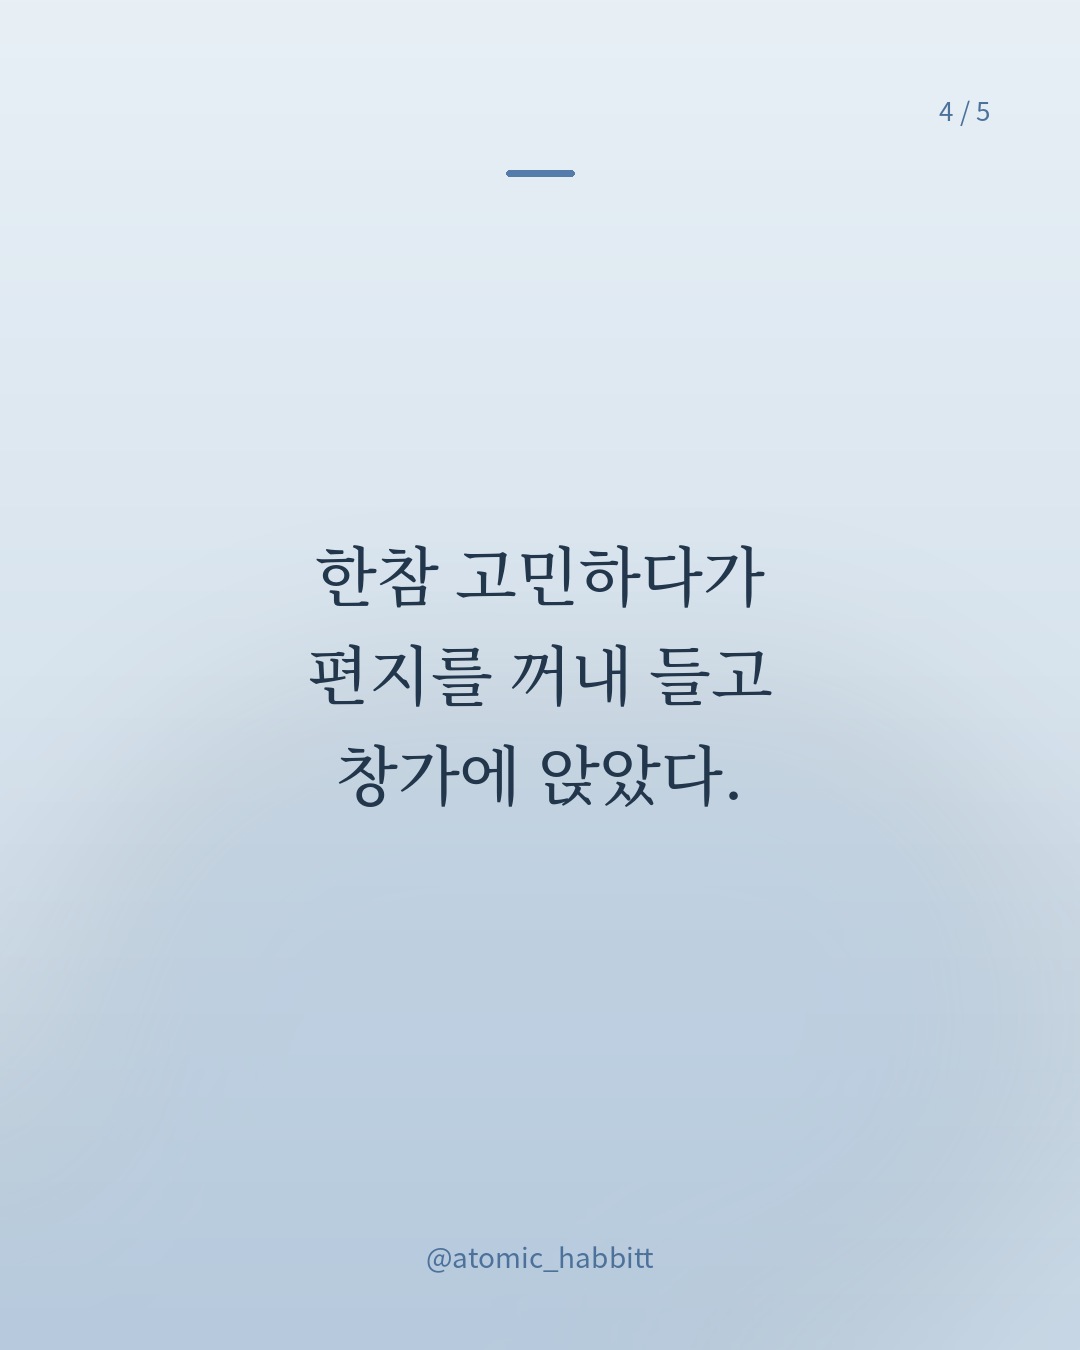 4 / 5
한참 고민하다가
편지를 꺼내 들고
창가에 앉았다.
@atomic_habbitt